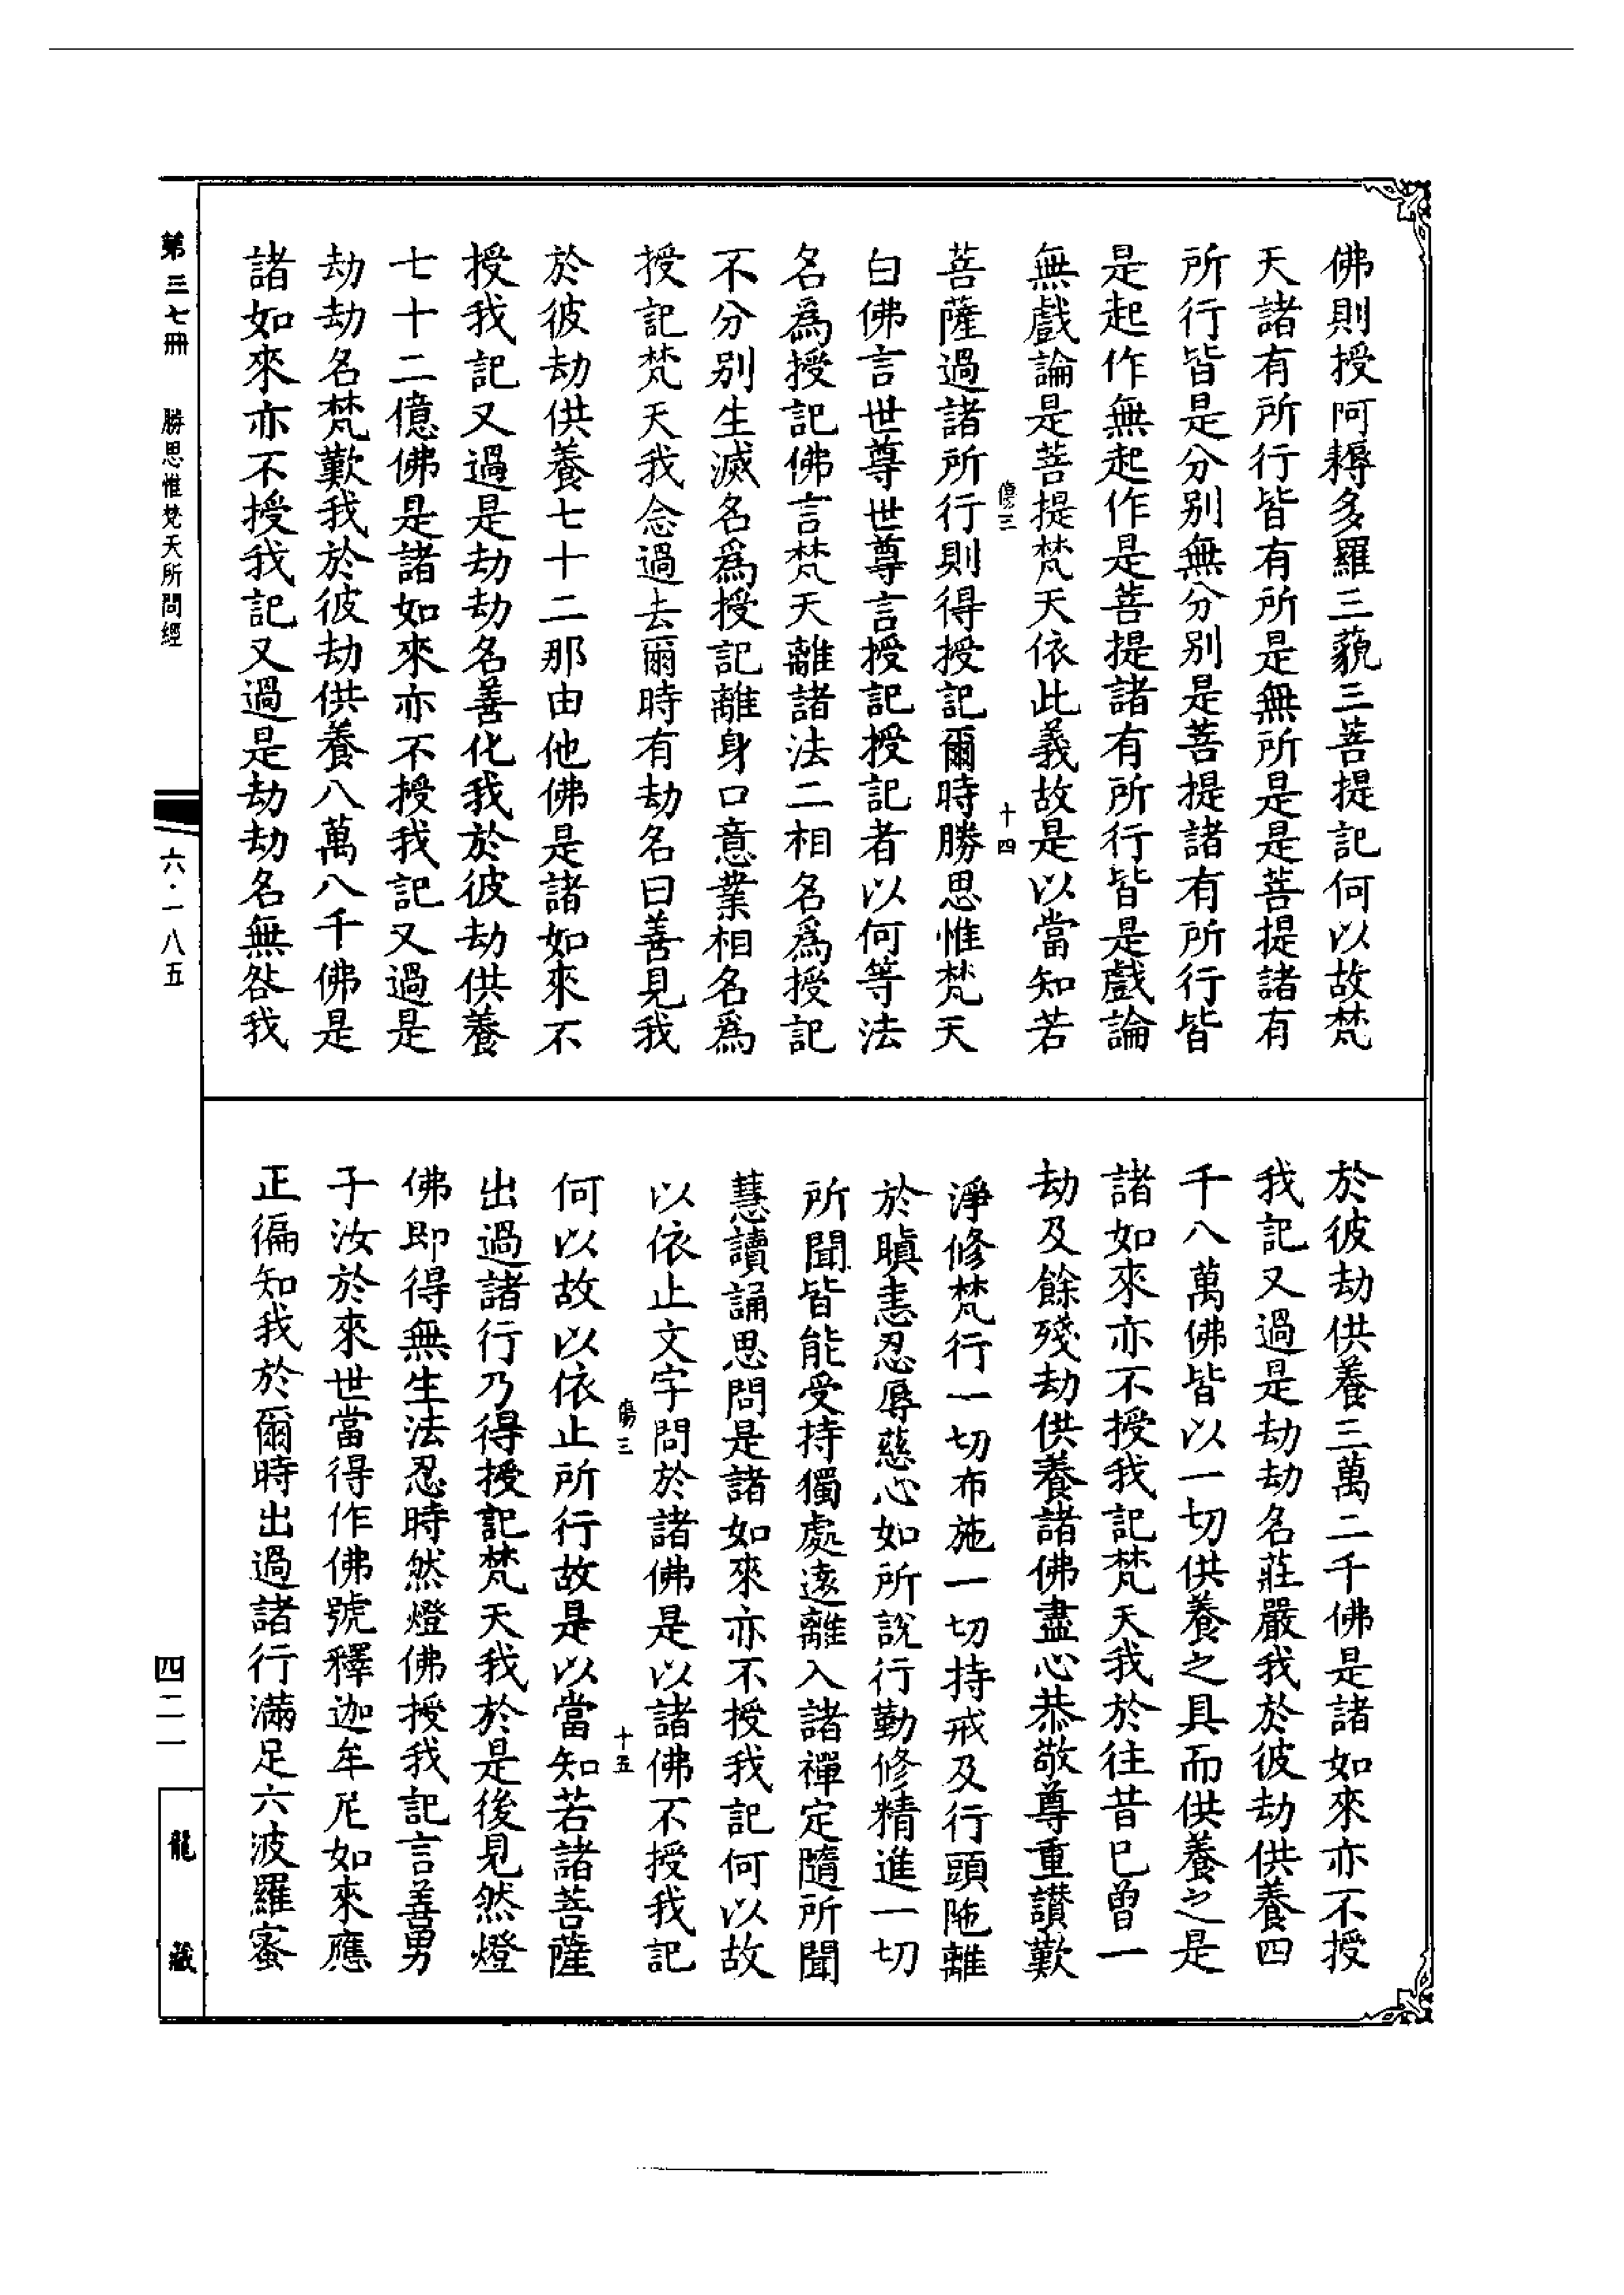 佛則授阿耨多羅三藐三菩提記何以故梵
天諸有所行皆有所是無所是是菩提諸有
所行皆是分別無分別是菩提諸有所行皆
是起作無起作是菩提諸有所行皆是戲論
無戲論是菩提梵天依此義故是以當知若
傷三 十四
菩薩過諸所行則得授記爾時勝思惟梵天
白佛言世尊世尊言授記授記者以何等法
名為授記佛言梵天離諸法二相名為授記
不分別生滅名為授記離身口意業相名為
授記梵天我念過去爾時有劫名曰善見我
於彼劫供養七十二那由他佛是諸如來不
授我記又過是劫劫名善化我於彼劫供養
七十二億佛是諸如來亦不授我記又過是
劫劫名梵歎我於彼劫供養八萬八千佛是
諸如來亦不授我記又過是劫劫名無咎我
於彼劫供養三萬二千佛是諸如來亦不授
我記又過是劫劫名莊嚴我於彼劫供養四
千八萬佛皆以一切供養之具而供養之是
諸如來亦不授我記梵天我於往昔已曾一
劫及餘殘劫供養諸佛盡心恭敬尊重讃歎
淨修梵行一切布施一切持戒及行頭陁離
於瞋恚忍辱慈心如所說行勤修精進一切
所聞皆能受持獨處遠離入諸禪定隨所聞
慧讀誦思問是諸如來亦不授我記何以故
以依止文字問於諸佛是以諸佛不授我記
傷三 十五
何以故以依止所行故是以當知若諸菩薩
出過諸行乃得授記梵天我於是後見然燈
佛即得無生法忍時然燈佛授我記言善男
子汝於來世當得作佛號釋迦牟尼如來應
正徧知我於爾時出過諸行滿足六波羅蜜
第三七冊 勝思惟梵天所問經
六·一八五
四二一
龍藏